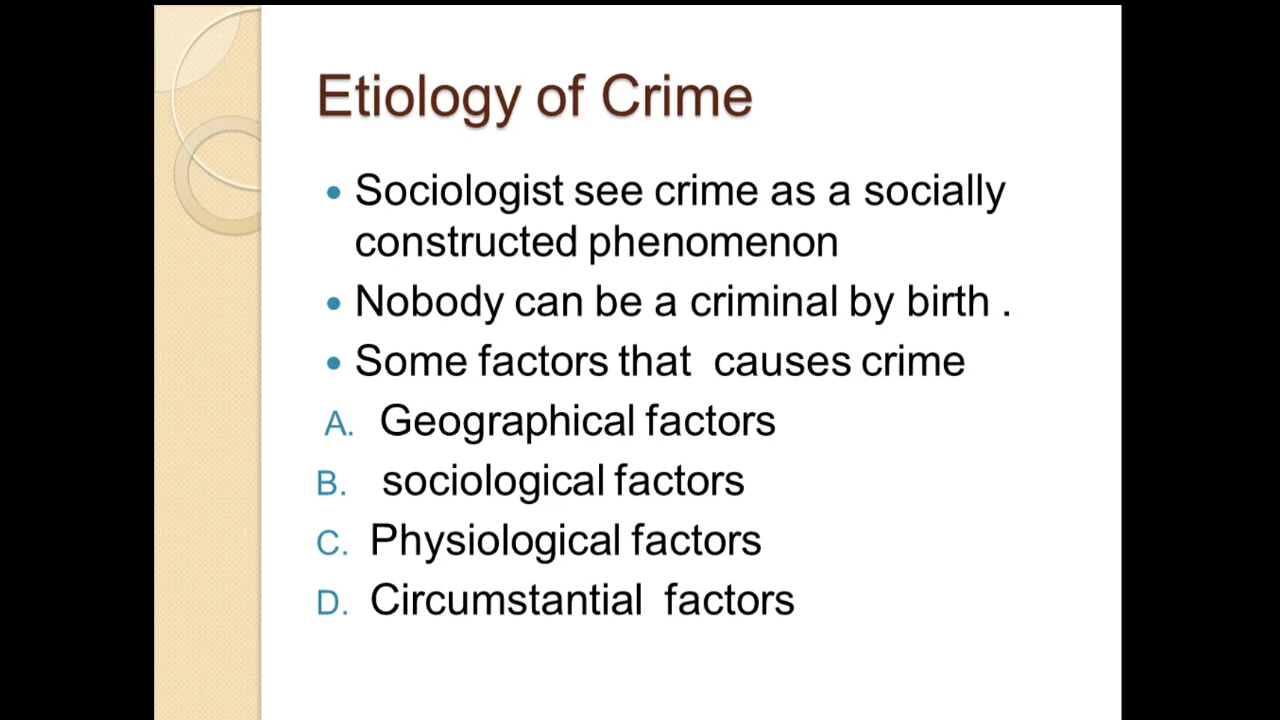 Etiology of Crime
• Sociologist see crime as a socially
constructed phenomenon
• Nobody can be a criminal by birth .
• Some factors that  causes crime
A. Geographical factors
B. sociological factors
C. Physiological factors
D. Circumstantial  factors